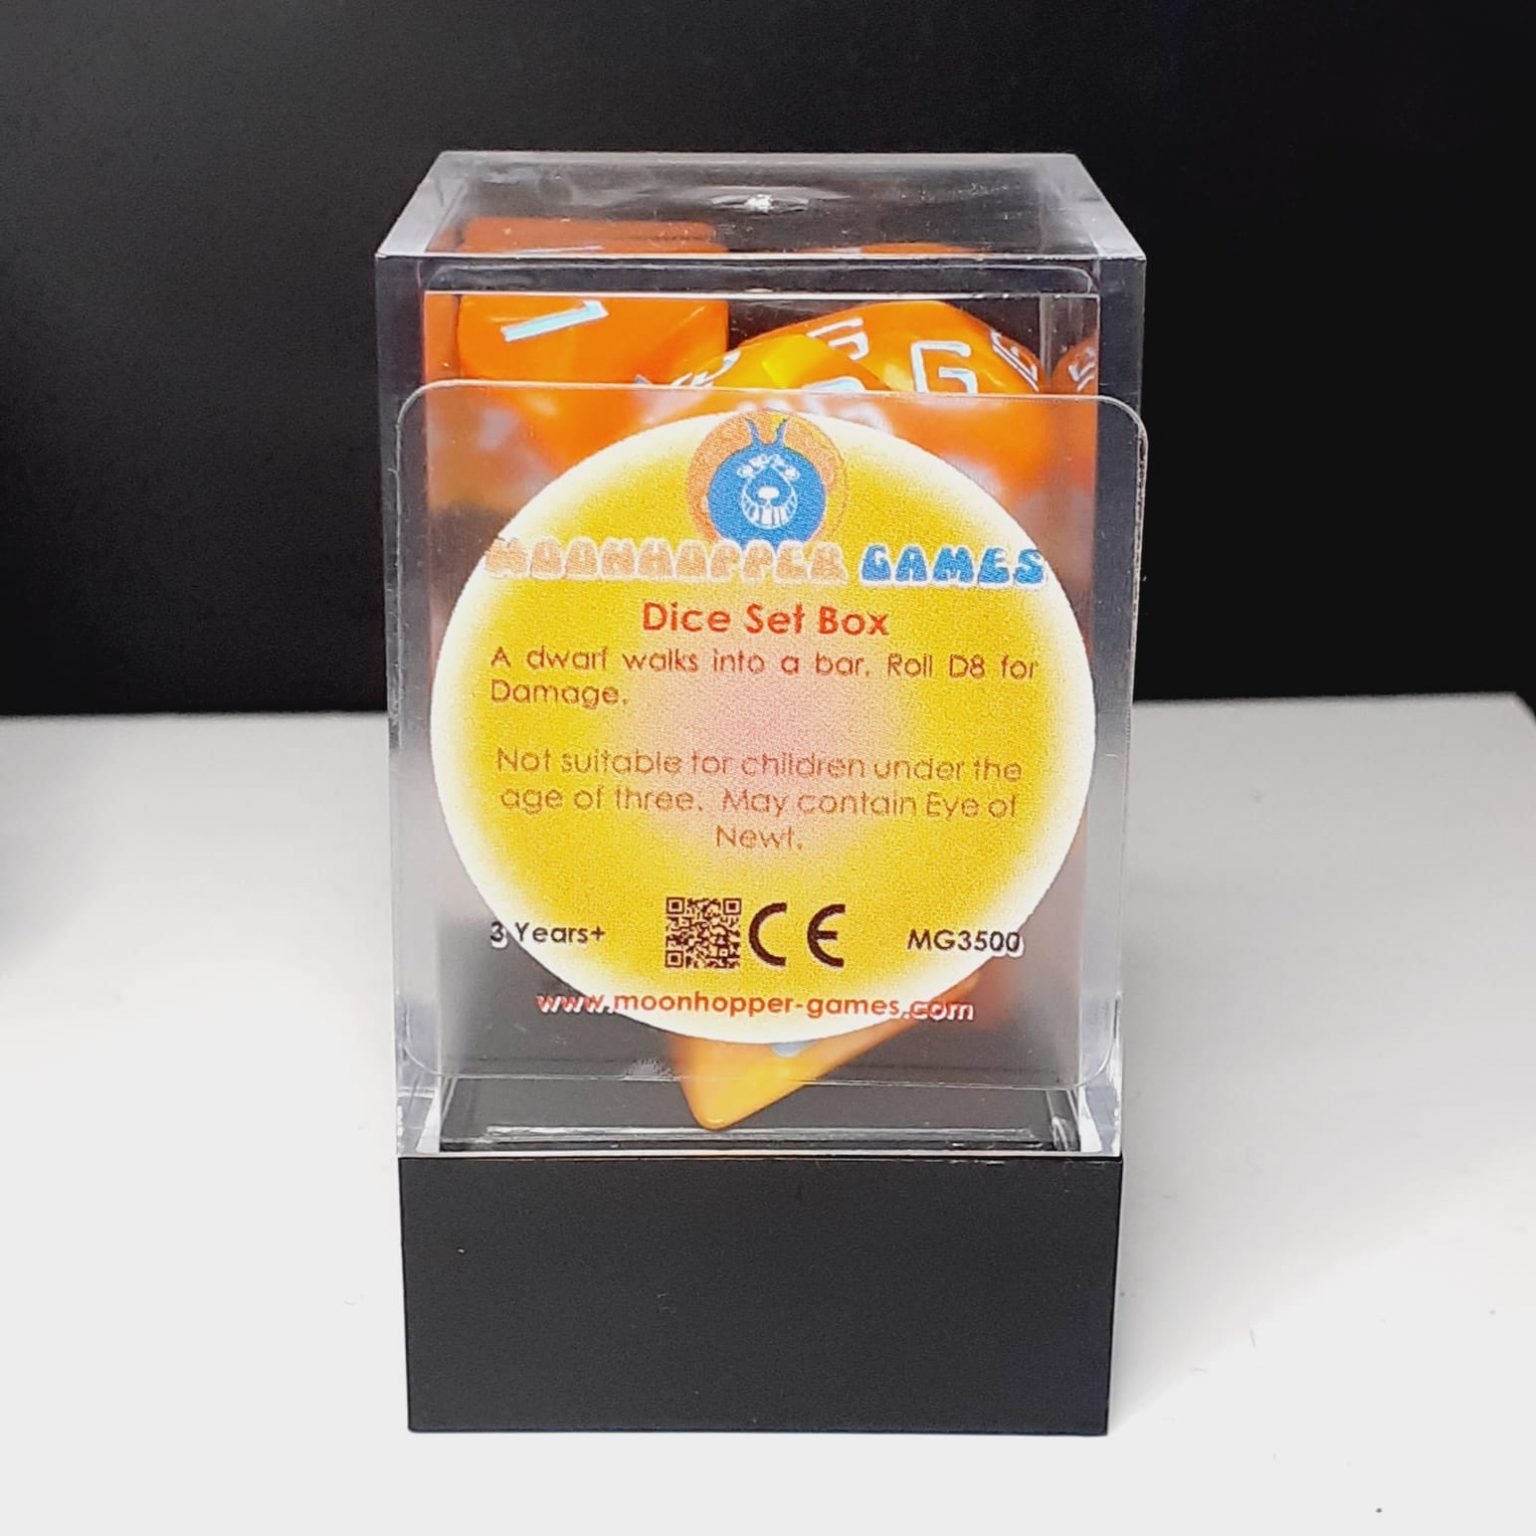 MOONHOPPER GAMES
Dice Set Box
A dwarf walks into a bar. Roll D8 for
Damage.
Not suitable for children under the
age of three. May contain Eye of
Newt.
3 Years+
CE
MG3500
www.moonhopper-games.com